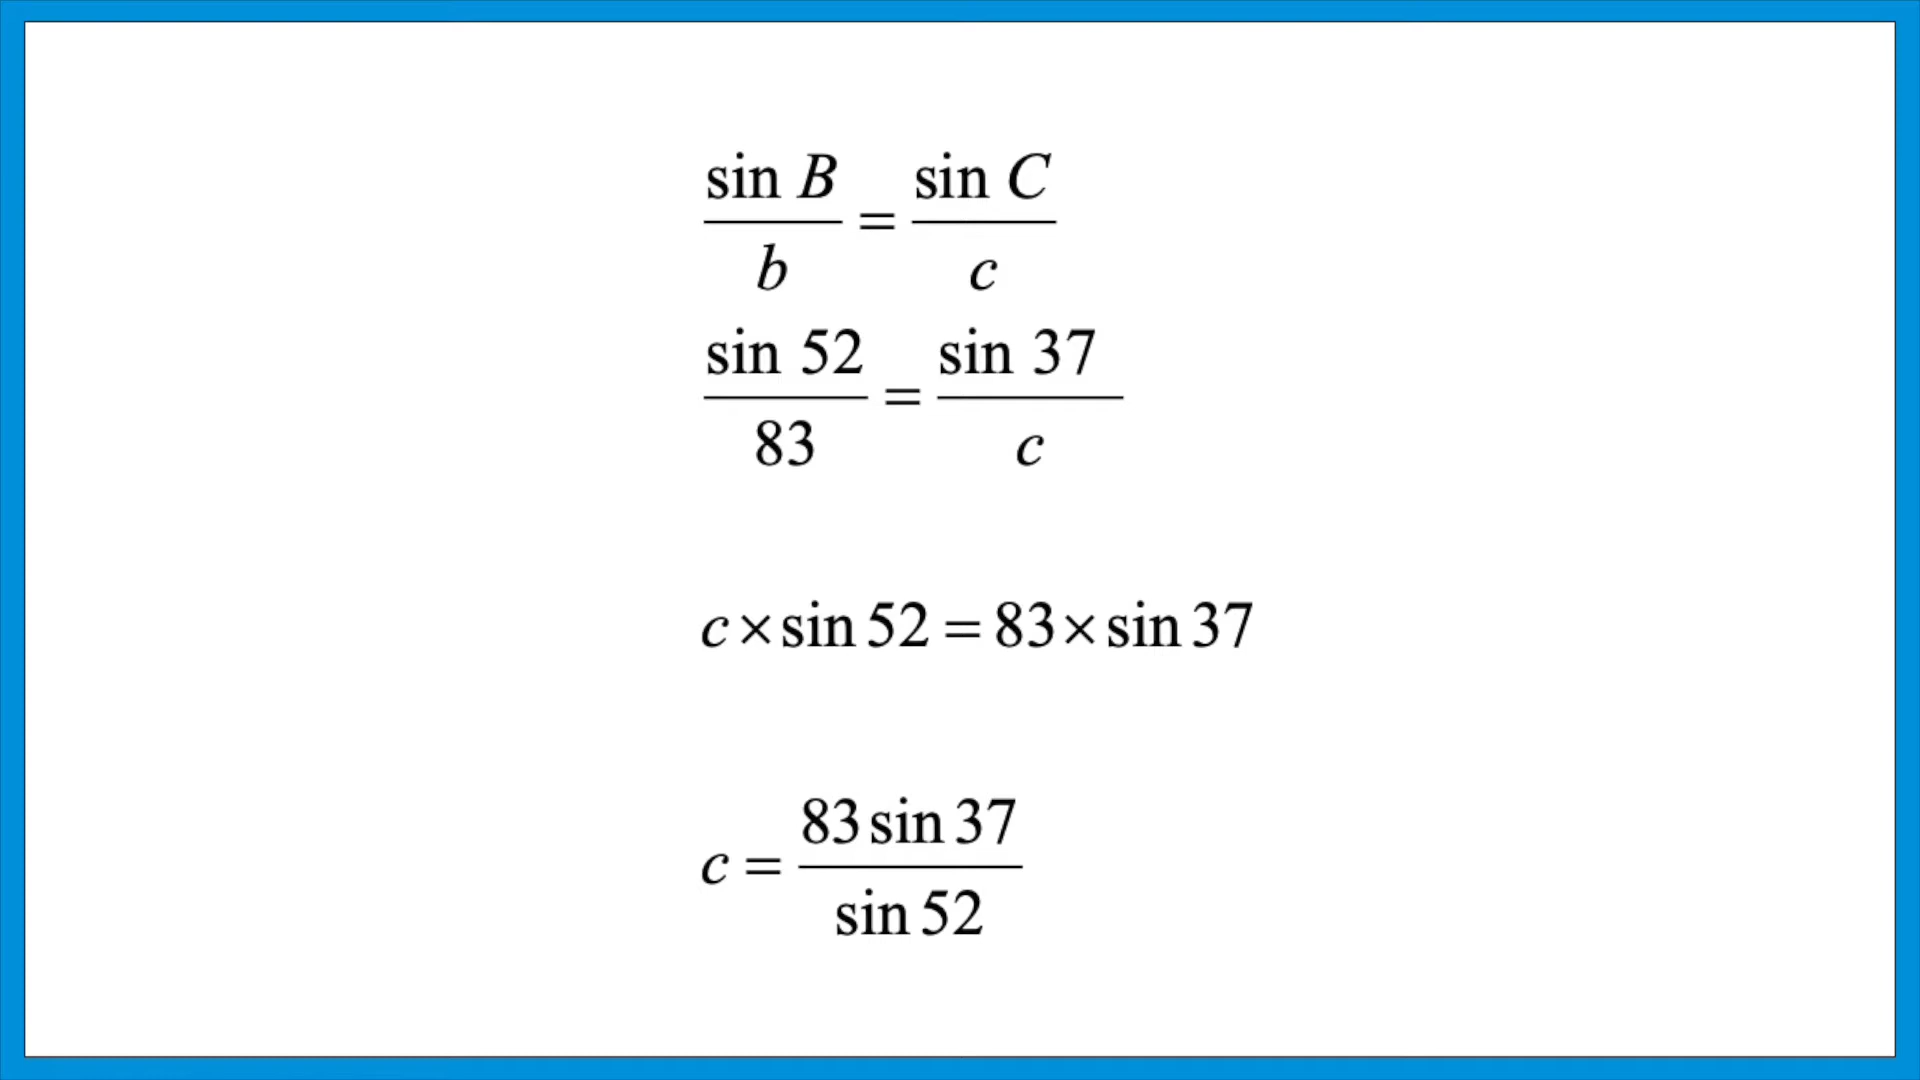 sin B / b = sin C / c
sin 52 / 83 = sin 37 / c
c × sin 52 = 83 × sin 37
c = 83 sin 37 / sin 52